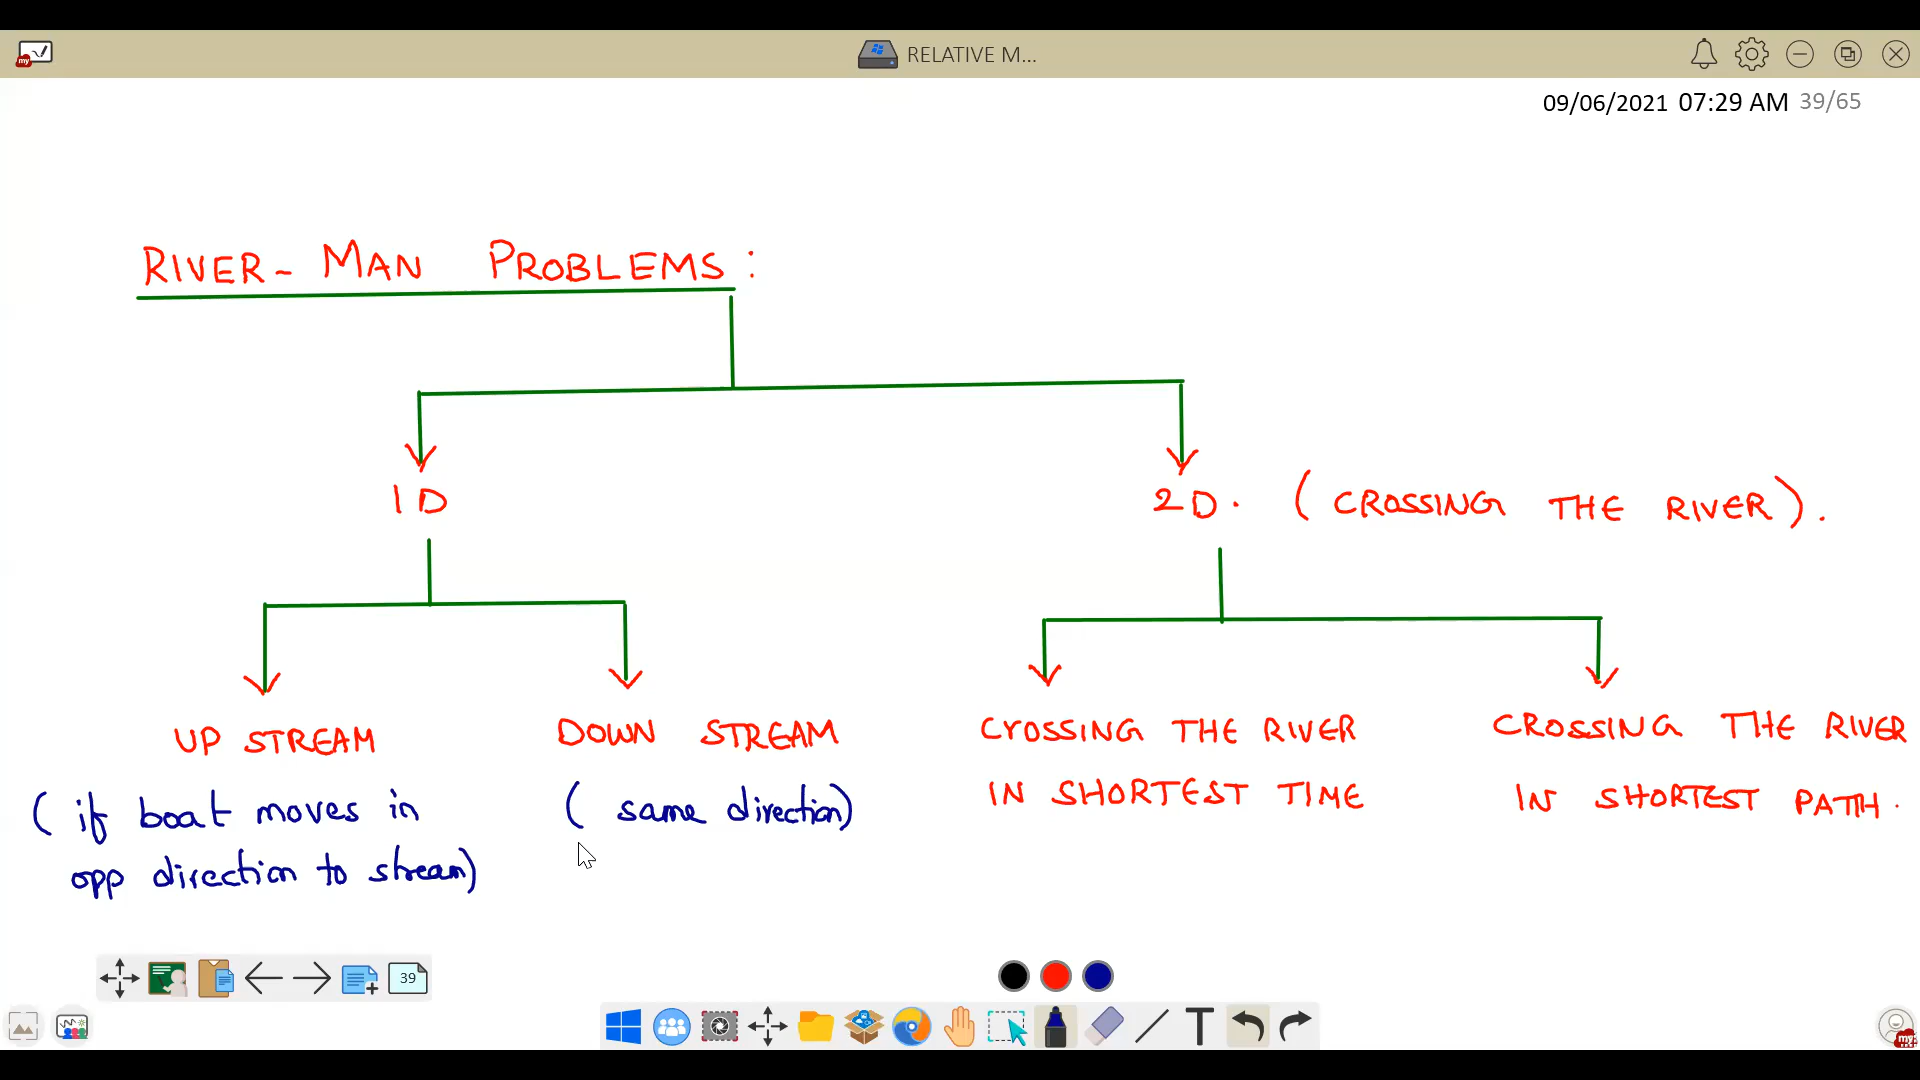 RELATIVE M...
09/06/2021 07:29 AM 39/65
RIVER- MAN PROBLEMS:
1D
2D. (CROSSING THE RIVER).
UP STREAM
(if boat moves in
opp direction to stream)
DOWN STREAM
(same direction)
CROSSING THE RIVER
IN SHORTEST TIME
CROSSING THE RIVER
IN SHORTEST PATH.
39